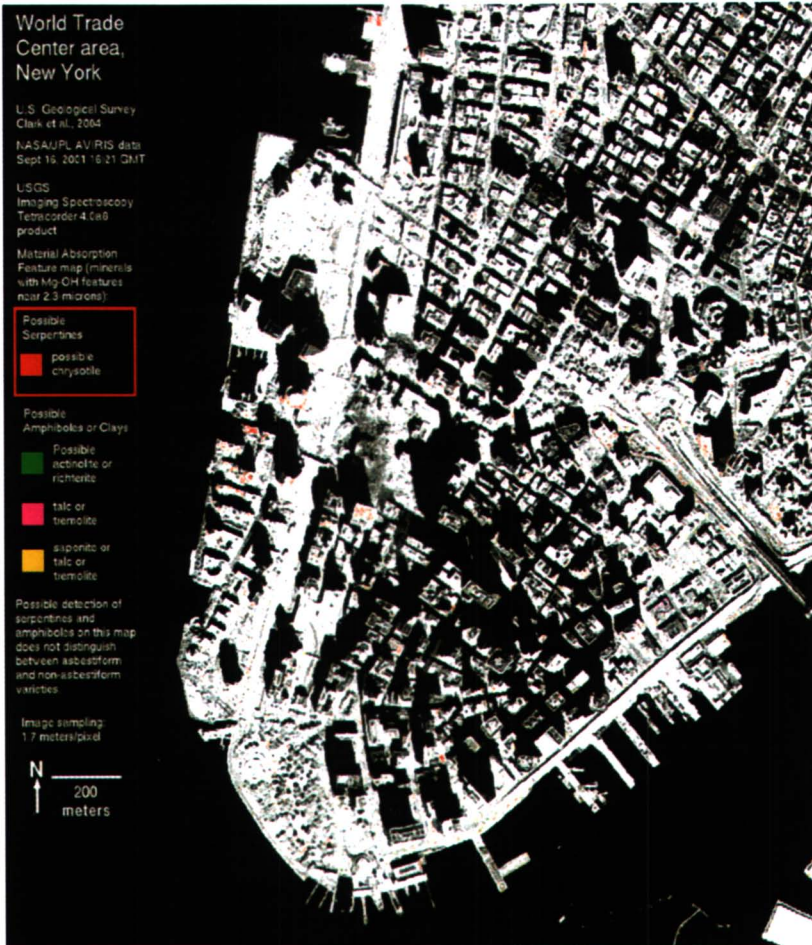 World Trade
Center area,
New York
U.S. Geological Survey
Clark et al., 2004
NASA/JPL AVIRIS data
Sept 16, 2001 16:21 GMT
USGS
Imaging Spectroscopy
Tetracorder 4.0a6
product
Material Absorption
Feature map (minerals
with Mg-OH features
near 2.3 microns):
Possible
Serpentines
possible
chrysotile
Possible
Amphiboles or Clays
Possible
actinolite or
richterite
talc or
tremolite
saponite or
talc or
tremolite
Possible detection of
serpentines and
amphiboles on this map
does not distinguish
between asbestiform
and non-asbestiform
varieties
Image sampling:
1.7 meters/pixel
N
200
meters